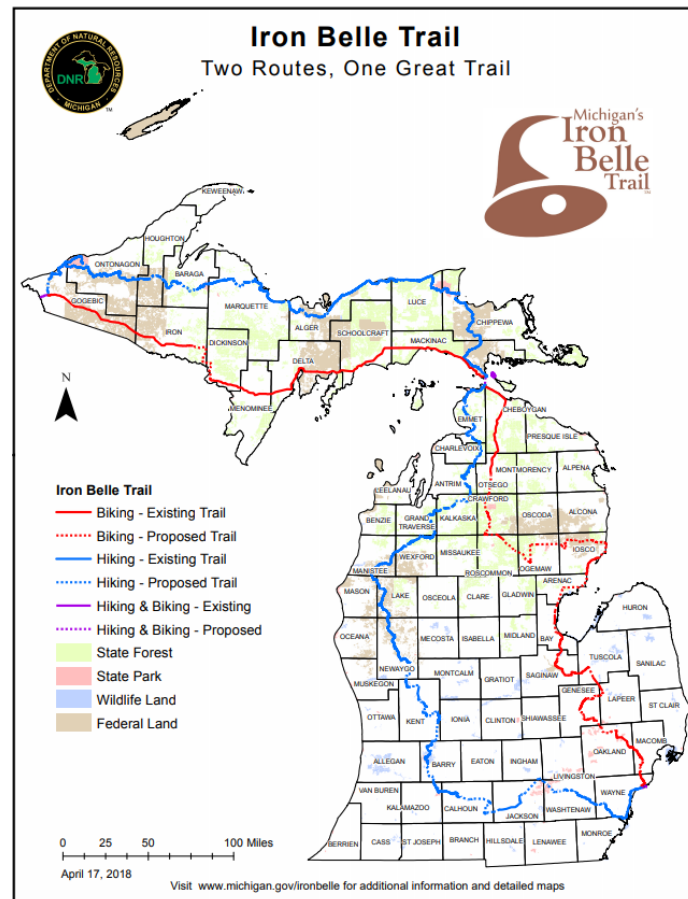 Iron Belle Trail
Two Routes, One Great Trail
DEPARTMENT OF NATURAL RESOURCES
DNR
MICHIGAN
Michigan's
Iron
Belle
Trail
KEWEENAW
HOUGHTON
ONTONAGON
BARAGA
GOGEBIC
MARQUETTE
LUCE
ALGER
CHIPPEWA
IRON
SCHOOLCRAFT
DICKINSON
MACKINAC
DELTA
MENOMINEE
N
CHEBOYGAN
EMMET
PRESQUE ISLE
CHARLEVOIX
ANTRIM
OTSEGO
MONTMORENCY
ALPENA
LEELANAU
CRAWFORD
BENZIE
GRAND
TRAVERSE
KALKASKA
OSCODA
ALCONA
WEXFORD
MISSAUKEE
IOSCO
MANISTEE
ROSCOMMON
OGEMAW
ARENAC
MASON
LAKE
OSCEOLA
CLARE
GLADWIN
HURON
OCEANA
MECOSTA
ISABELLA
MIDLAND
BAY
NEWAYGO
TUSCOLA
SANILAC
MUSKEGON
MONTCALM
GRATIOT
SAGINAW
GENESEE
LAPEER
ST CLAIR
OTTAWA
KENT
IONIA
CLINTON
SHIAWASSEE
MACOMB
OAKLAND
ALLEGAN
BARRY
EATON
INGHAM
LIVINGSTON
VAN BUREN
KALAMAZOO
CALHOUN
JACKSON
WASHTENAW
WAYNE
BERRIEN
CASS
ST JOSEPH
BRANCH
HILLSDALE
LENAWEE
MONROE
Iron Belle Trail
Biking - Existing Trail
Biking - Proposed Trail
Hiking - Existing Trail
Hiking - Proposed Trail
Hiking & Biking - Existing
Hiking & Biking - Proposed
State Forest
State Park
Wildlife Land
Federal Land
0 25 50 100 Miles
April 17, 2018
Visit www.michigan.gov/ironbelle for additional information and detailed maps